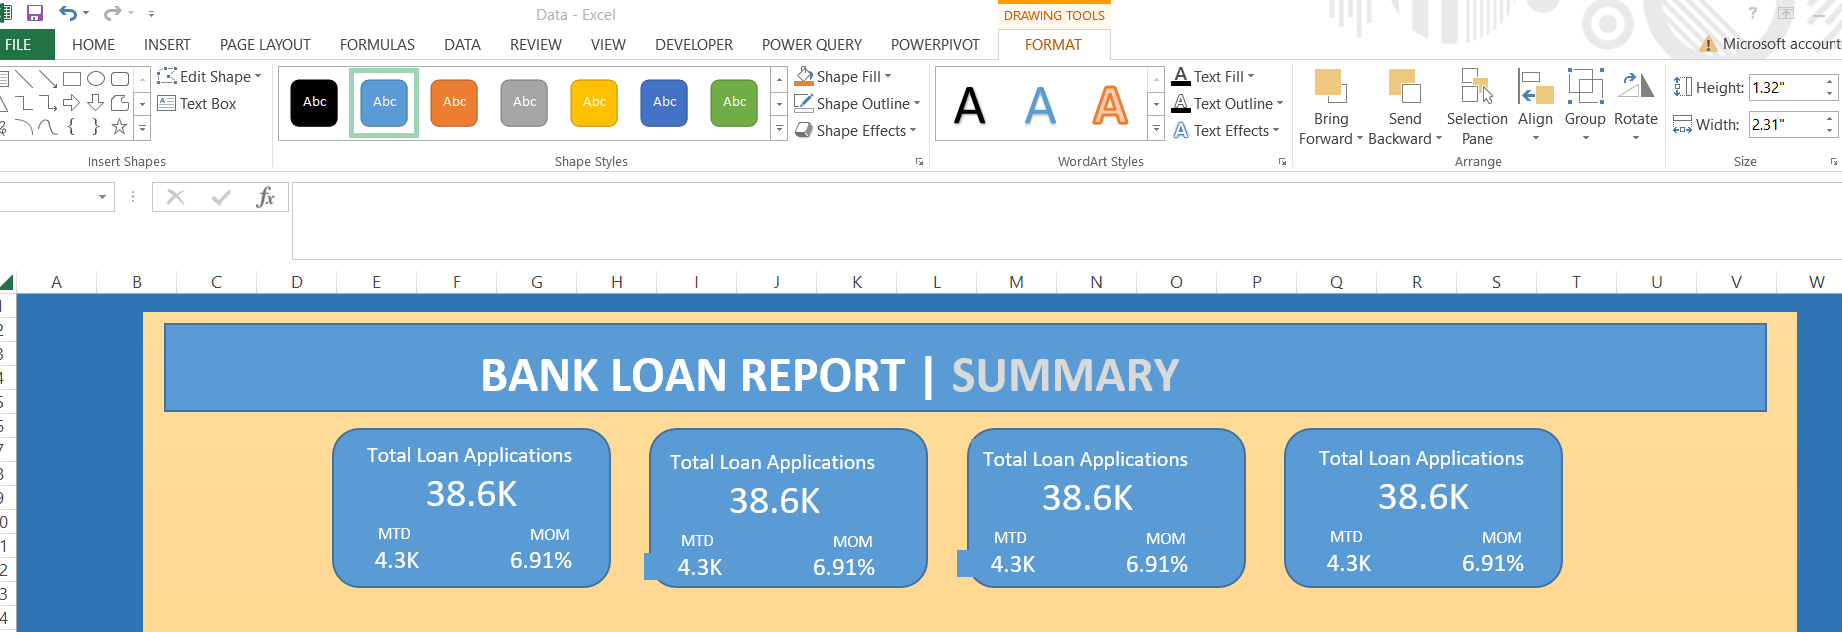 Data - Excel
DRAWING TOOLS
?
FILE HOME INSERT PAGE LAYOUT FORMULAS DATA REVIEW VIEW DEVELOPER POWER QUERY POWERPIVOT FORMAT Microsoft account
Edit Shape
Text Box
Insert Shapes
Abc Abc Abc Abc Abc Abc Abc
Shape Fill
Shape Outline
Shape Effects
Shape Styles
A A A
Text Fill
Text Outline
Text Effects
WordArt Styles
Bring Forward
Send Backward
Selection Pane
Align
Group
Rotate
Arrange
Height: 1.32"
Width: 2.31"
Size
fx
A B C D E F G H I J K L M N O P Q R S T U V W
BANK LOAN REPORT | SUMMARY
Total Loan Applications
38.6K
MTD MOM
4.3K 6.91%
Total Loan Applications
38.6K
MTD MOM
4.3K 6.91%
Total Loan Applications
38.6K
MTD MOM
4.3K 6.91%
Total Loan Applications
38.6K
MTD MOM
4.3K 6.91%